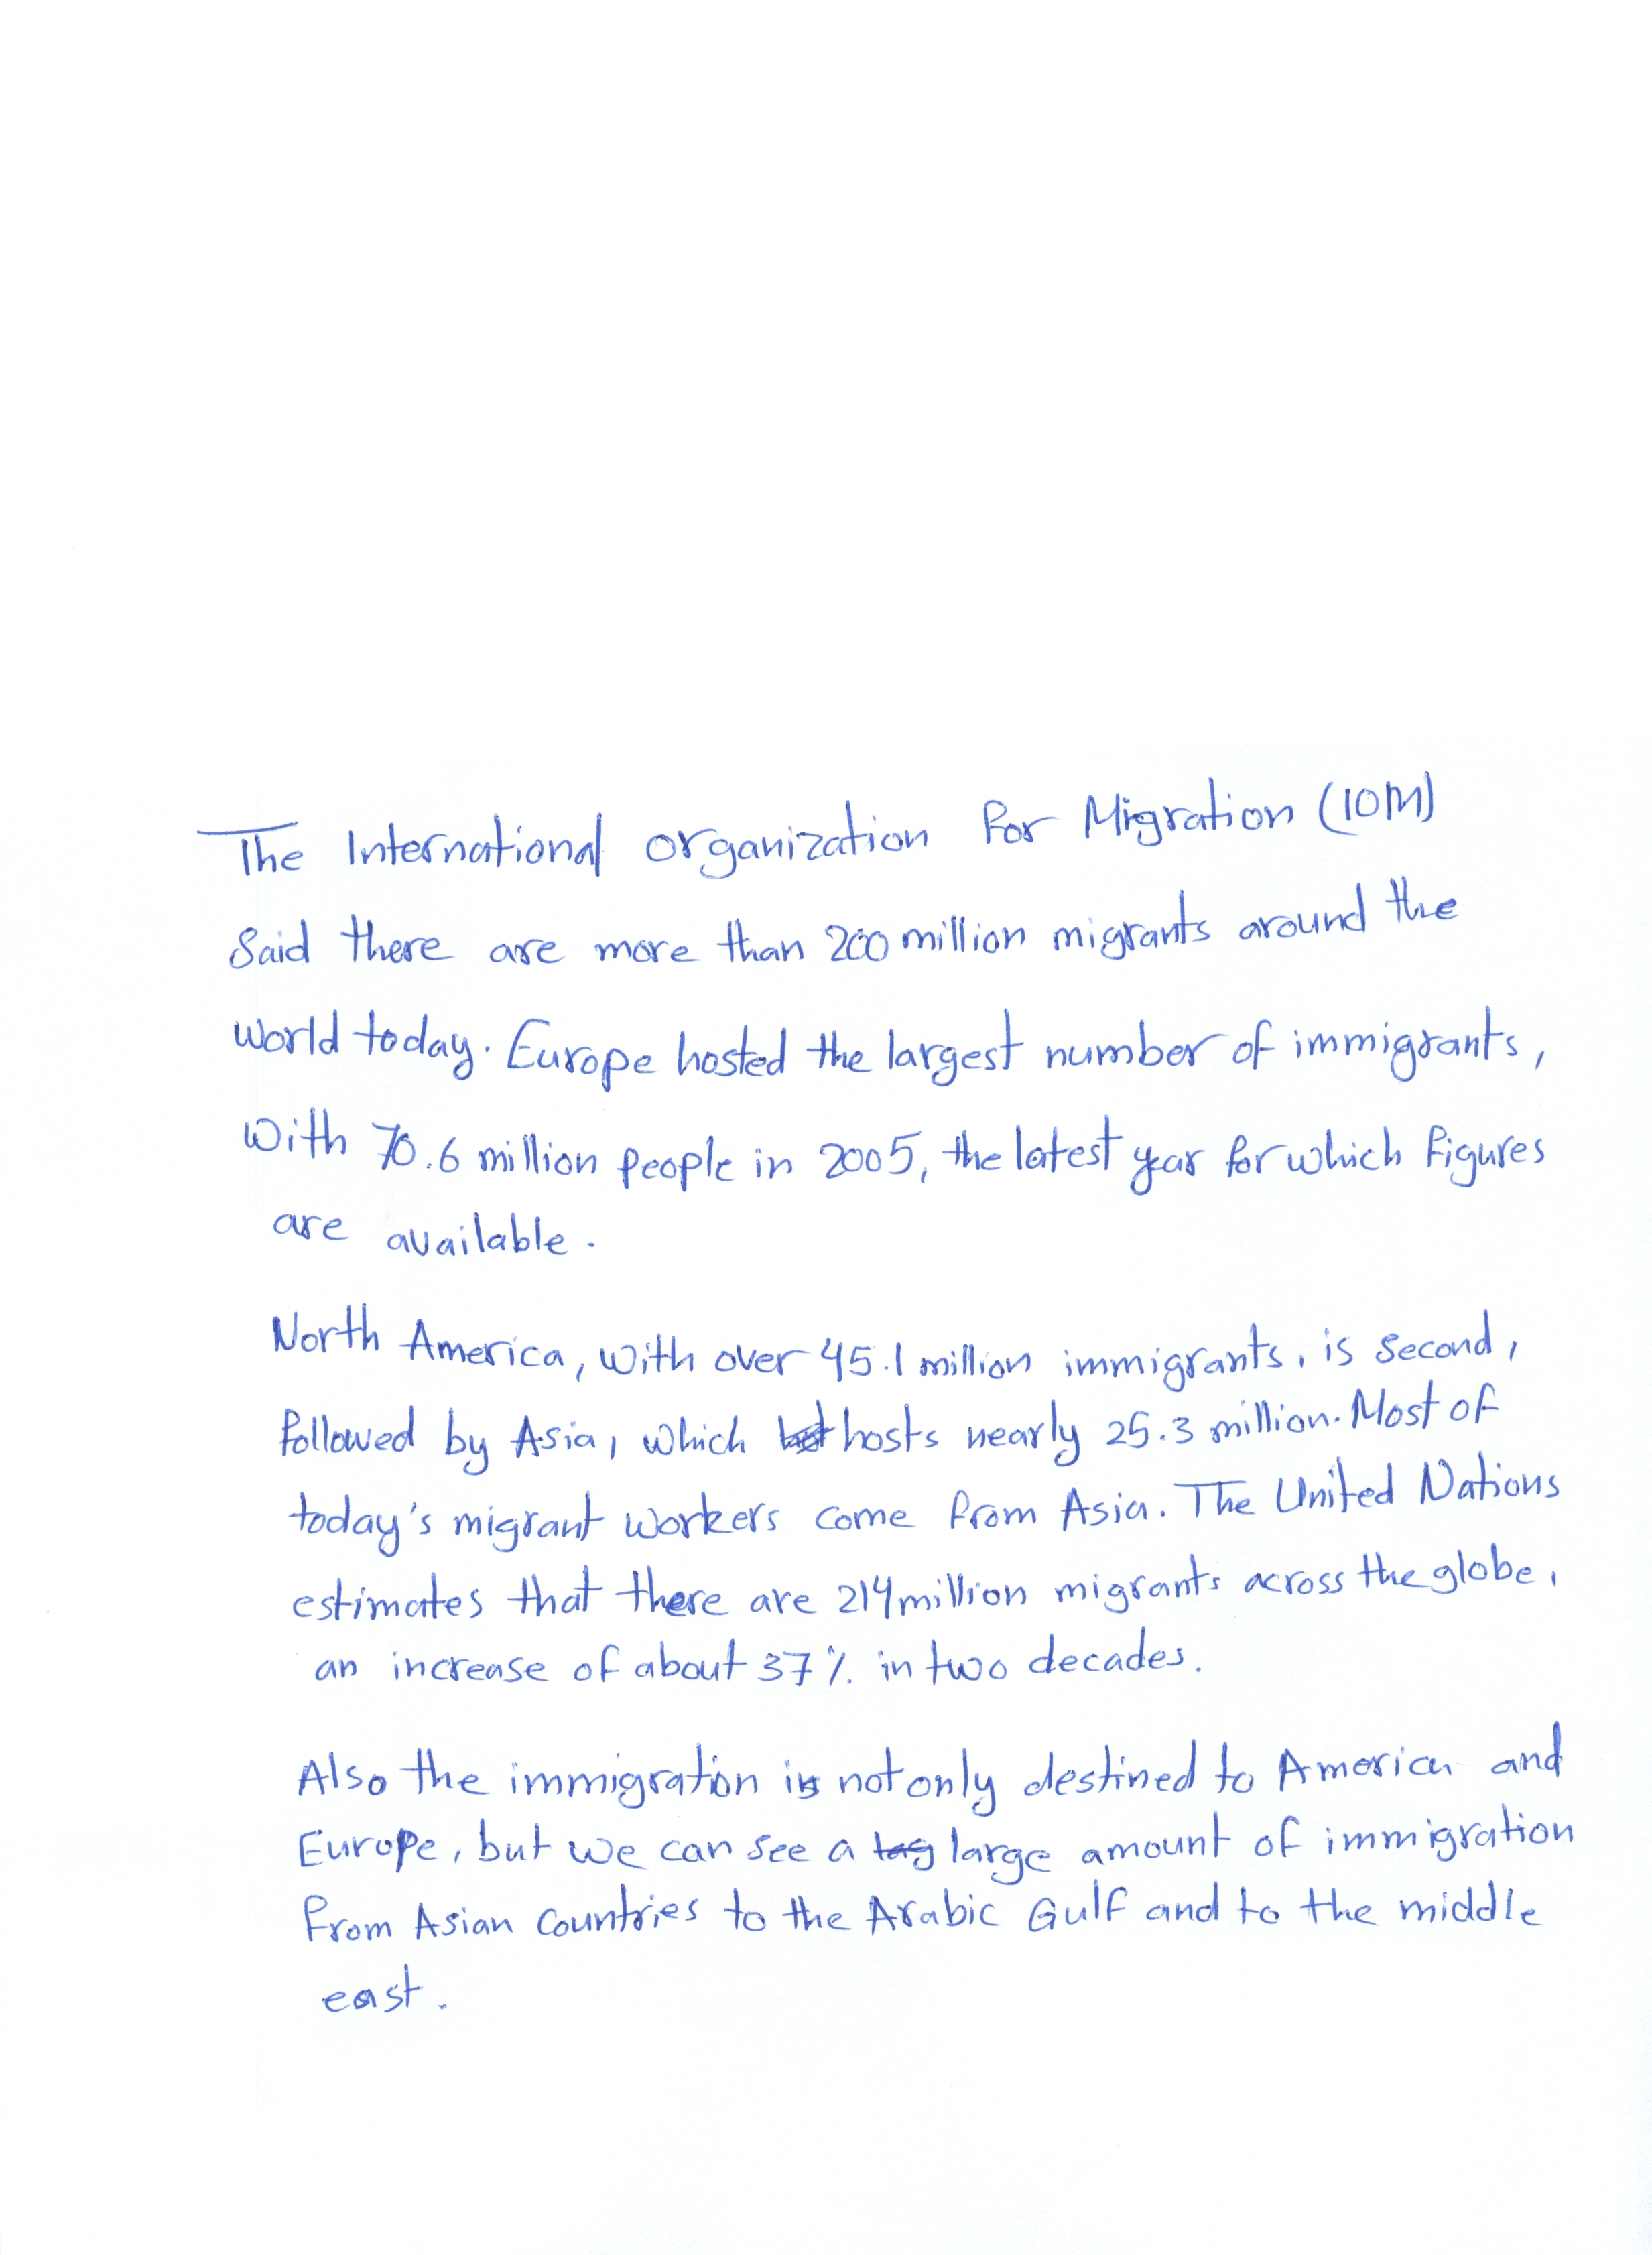 The International organization for Migration (IOM)
Said there are more than 200 million migrants around the
world today. Europe hosted the largest number of immigrants,
with 70.6 million people in 2005, the latest year for which figures
are available.
North America, with over 45.1 million immigrants, is second,
followed by Asia, which hosts nearly 25.3 million. Most of
today's migrant workers come from Asia. The United Nations
estimates that there are 214 million migrants across the globe,
an increase of about 37% in two decades.
Also the immigration is not only destined to America and
Europe, but we can see a large amount of immigration
from Asian countries to the Arabic Gulf and to the middle
east.